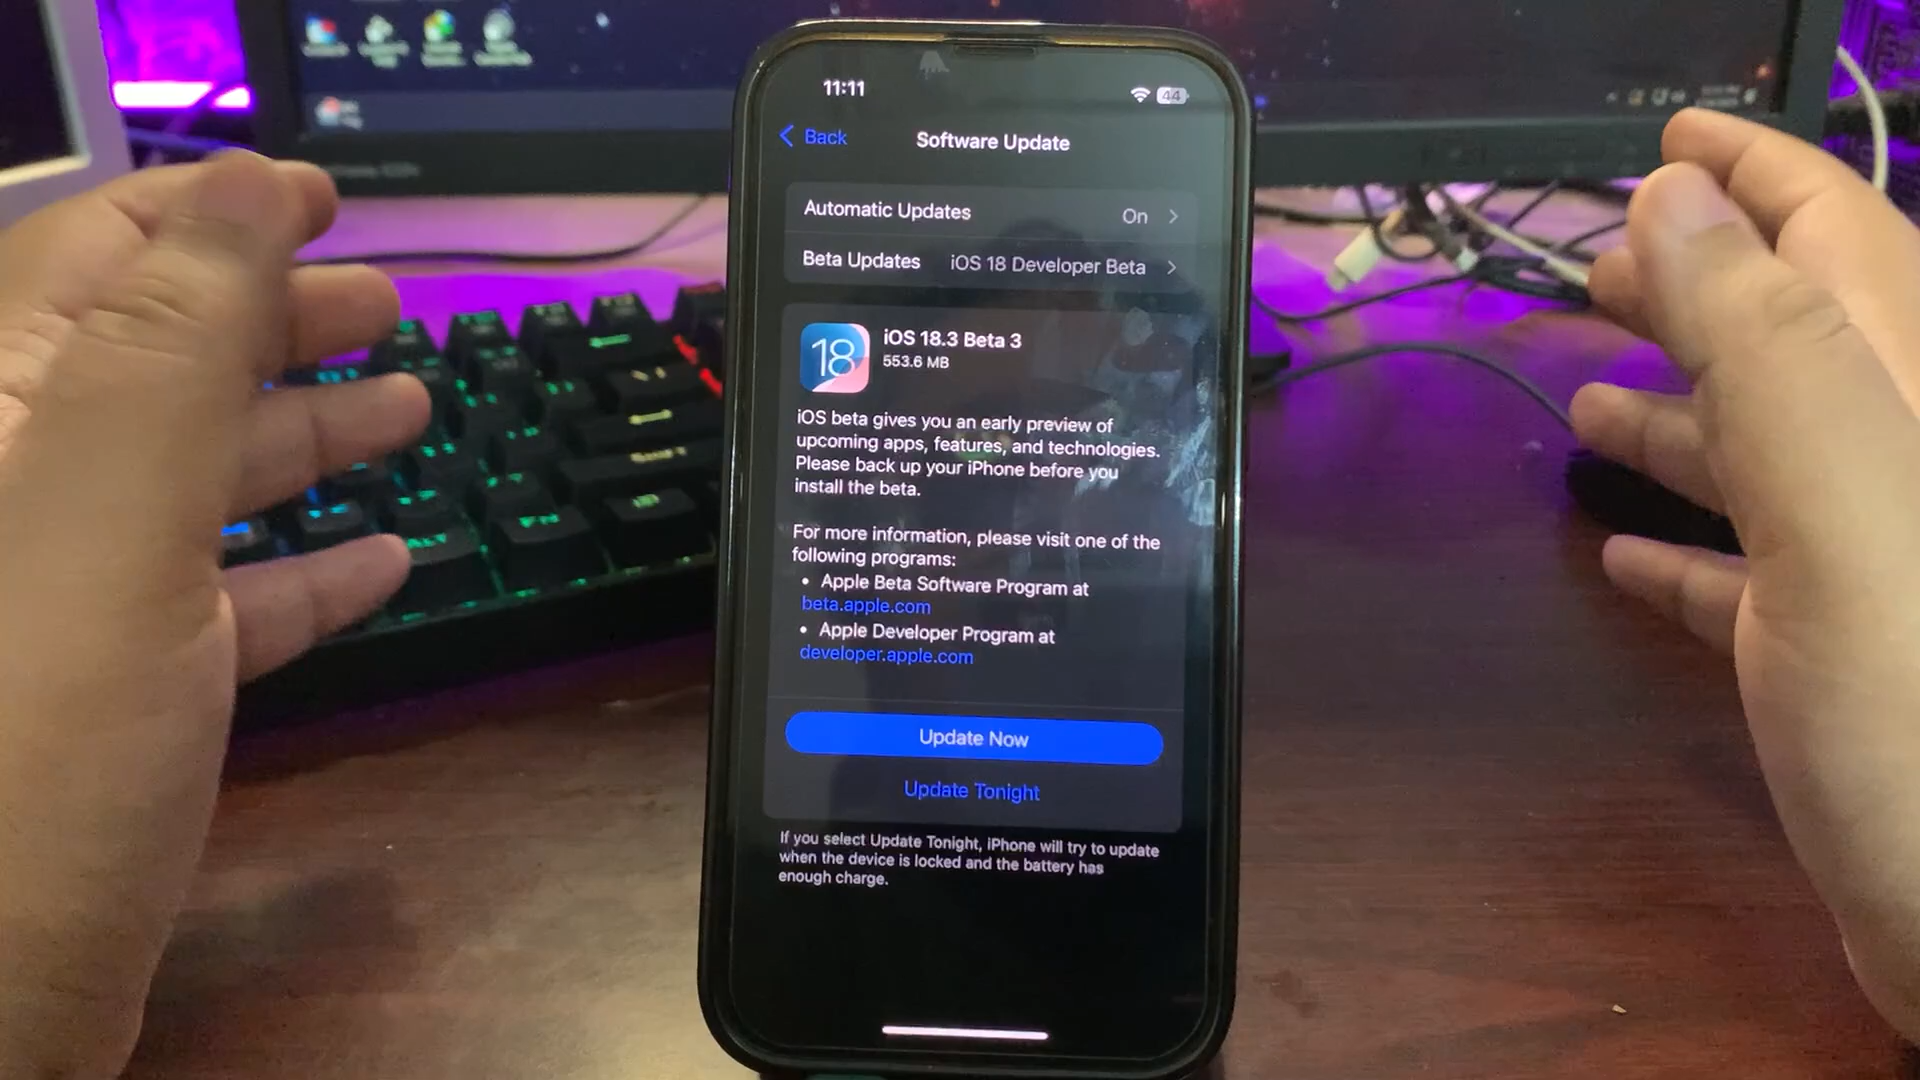 11:11
44
Back
Software Update
Automatic Updates
On
Beta Updates
iOS 18 Developer Beta
18
iOS 18.3 Beta 3
553.6 MB
iOS beta gives you an early preview of
upcoming apps, features, and technologies.
Please back up your iPhone before you
install the beta.
For more information, please visit one of the
following programs:
• Apple Beta Software Program at
beta.apple.com
• Apple Developer Program at
developer.apple.com
Update Now
Update Tonight
If you select Update Tonight, iPhone will try to update
when the device is locked and the battery has
enough charge.
ALT
Fn